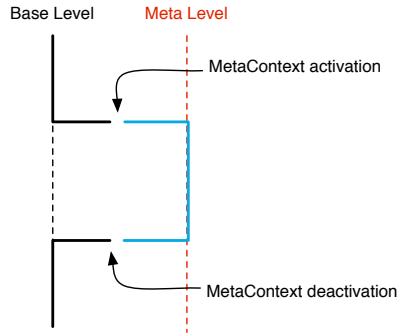 Base Level
Meta Level
MetaContext activation
MetaContext deactivation